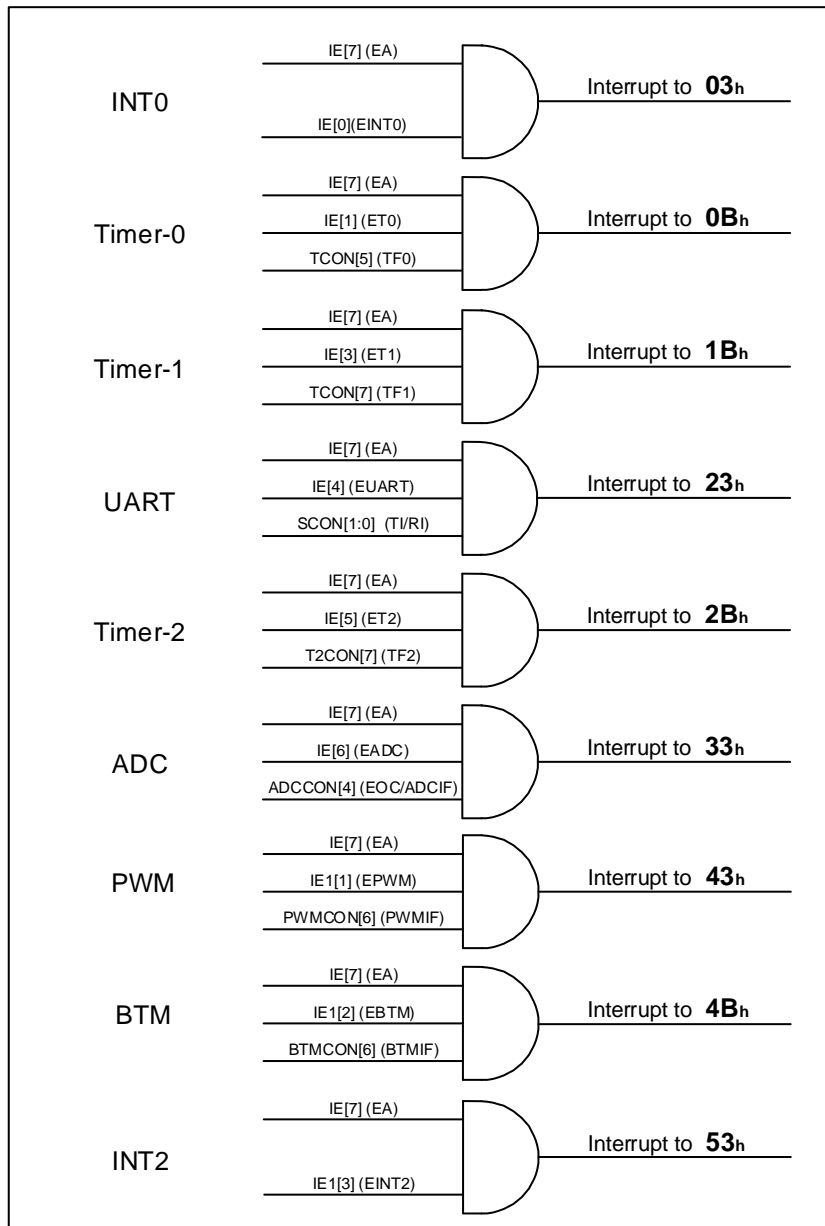 IE[7] (EA)
INT0
Interrupt to 03h
IE[0](EINT0)
IE[7] (EA)
Timer-0
IE[1] (ET0)
Interrupt to 0Bh
TCON[5] (TF0)
IE[7] (EA)
Timer-1
IE[3] (ET1)
Interrupt to 1Bh
TCON[7] (TF1)
IE[7] (EA)
UART
IE[4] (EUART)
Interrupt to 23h
SCON[1:0] (TI/RI)
IE[7] (EA)
Timer-2
IE[5] (ET2)
Interrupt to 2Bh
T2CON[7] (TF2)
IE[7] (EA)
ADC
IE[6] (EADC)
Interrupt to 33h
ADCCON[4] (EOC/ADCIF)
IE[7] (EA)
PWM
IE1[1] (EPWM)
Interrupt to 43h
PWMCON[6] (PWMIF)
IE[7] (EA)
BTM
IE1[2] (EBTM)
Interrupt to 4Bh
BTMCON[6] (BTMIF)
IE[7] (EA)
INT2
Interrupt to 53h
IE1[3] (EINT2)